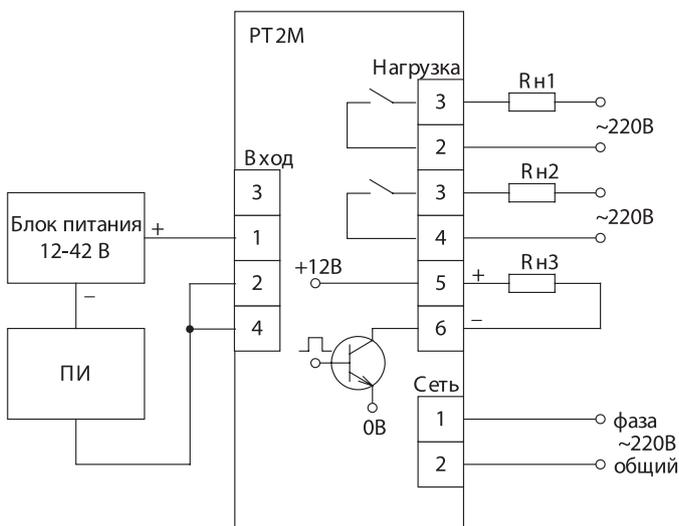 РТ2М
Нагрузка
3
Rн1
~220В
2
Вход
3
Rн2
~220В
4
3
1
2
4
Блок питания
12-42 В
+
–
ПИ
+12В
5
+
Rн3
6
–
0В
Сеть
1
фаза
~220В
2
общий